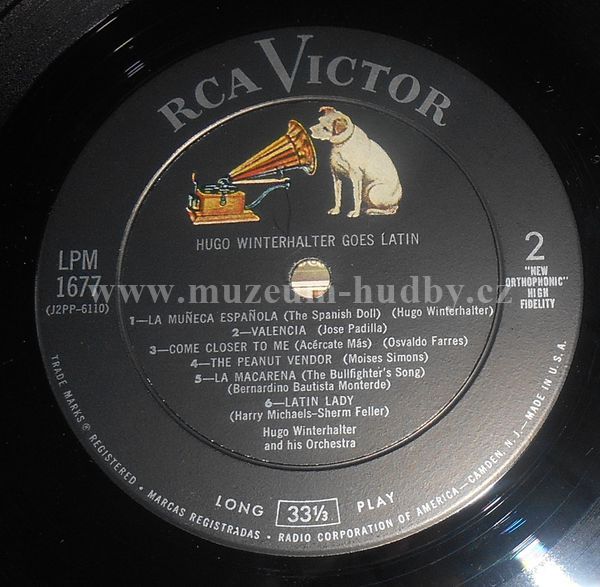 RCA VICTOR
HUGO WINTERHALTER GOES LATIN
LPM
1677
(J2PP-6110)
2
"NEW
ORTHOPHONIC"
HIGH
FIDELITY
www.muzeum-hudby.cz
1—LA MUÑECA ESPAÑOLA (The Spanish Doll) (Hugo Winterhalter)
2—VALENCIA (Jose Padilla)
3—COME CLOSER TO ME (Acércate Más) (Osvaldo Farres)
4—THE PEANUT VENDOR (Moises Simons)
5—LA MACARENA (The Bullfighter's Song)
(Bernardino Bautista Monterde)
6—LATIN LADY
(Harry Michaels–Sherm Feller)
Hugo Winterhalter
and his Orchestra
LONG 33⅓ PLAY
TRADE MARKS ® REGISTERED • MARCAS REGISTRADAS • RADIO CORPORATION OF AMERICA—CAMDEN, N. J.—MADE IN U.S.A.